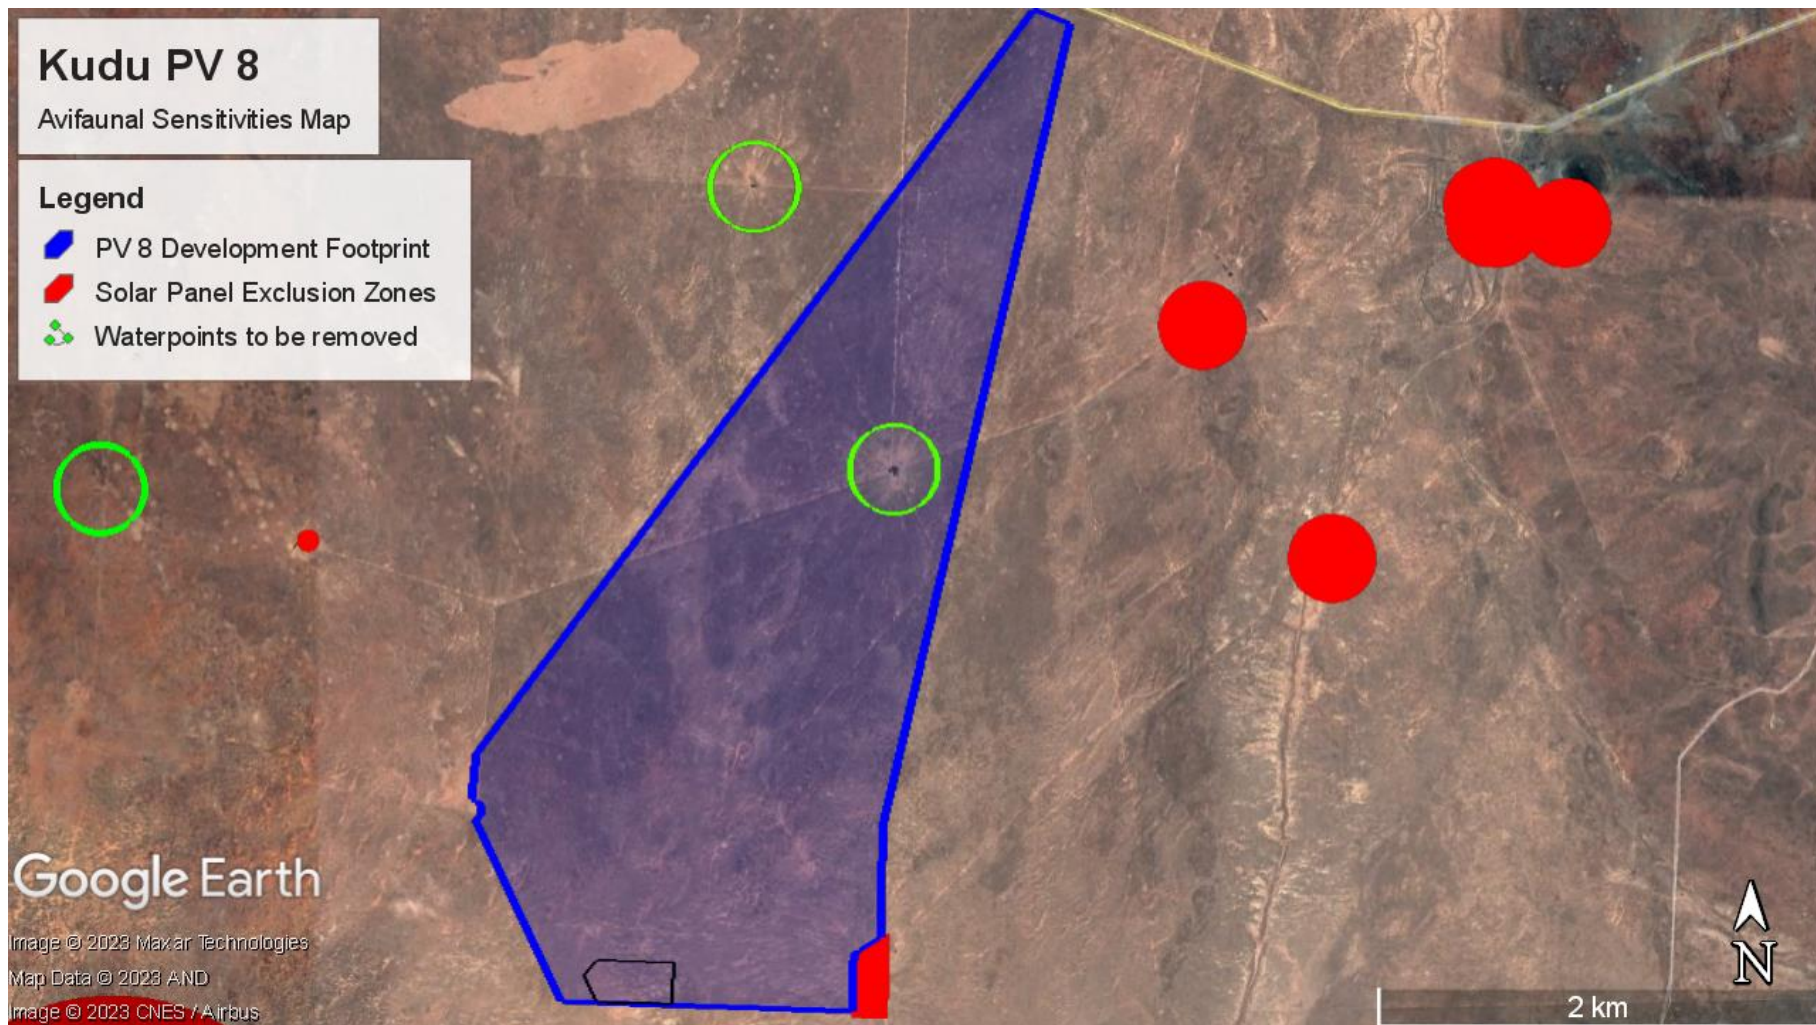 Kudu PV 8
Avifaunal Sensitivities Map
Legend
PV 8 Development Footprint
Solar Panel Exclusion Zones
Waterpoints to be removed
Google Earth
Image © 2023 Maxar Technologies
Map Data © 2023 AND
Image © 2023 CNES / Airbus
N
2 km